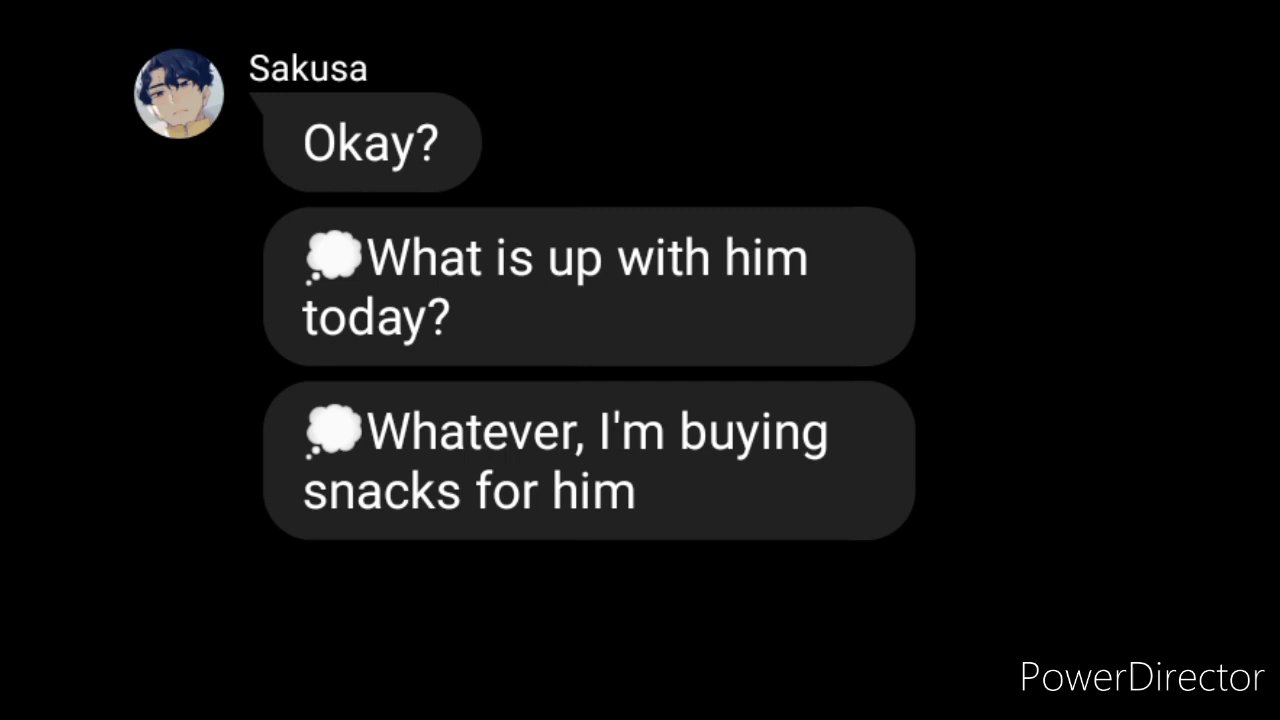 Sakusa
Okay?
💭What is up with him
today?
💭Whatever, I'm buying
snacks for him
PowerDirector